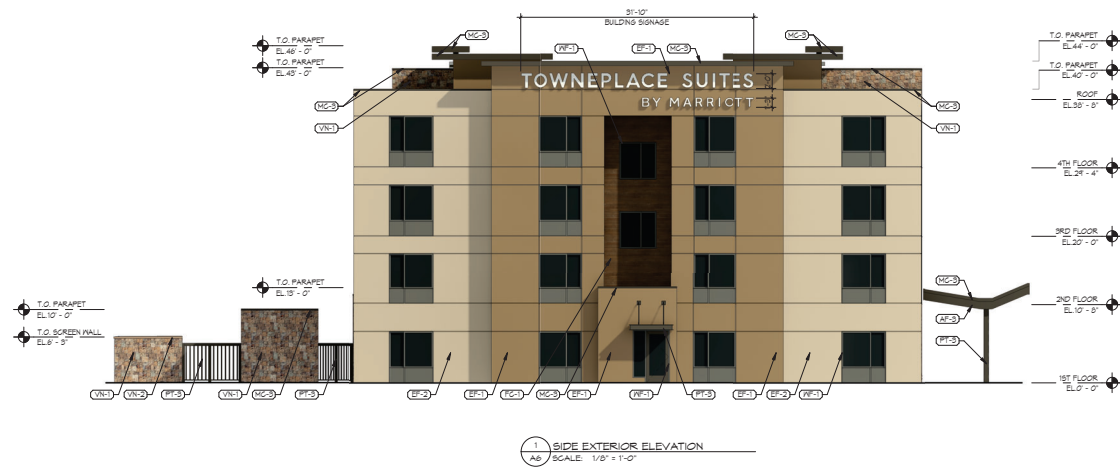 31'-10"
BUILDING SIGNAGE
MC-3
WF-1
EF-1
MC-3
MC-3
T.O. PARAPET
EL.46' - 0"
T.O. PARAPET
EL.43' - 0"
T.O. PARAPET
EL.44' - 0"
T.O. PARAPET
EL.40' - 0"
ROOF
EL.38' - 8"
TOWNEPLACE SUITES
BY MARRIOTT
MC-3
VN-1
MC-3
VN-1
4TH FLOOR
EL.29' - 4"
3RD FLOOR
EL.20' - 0"
T.O. PARAPET
EL.13' - 0"
T.O. PARAPET
EL.10' - 0"
T.O. SCREEN WALL
EL.6' - 3"
MC-3
AF-3
PT-3
2ND FLOOR
EL.10' - 8"
1ST FLOOR
EL.0' - 0"
VN-1
VN-2
PT-3
VN-1
MC-3
PT-3
EF-2
EF-1
FC-1
MC-3
EF-1
WF-1
PT-3
EF-1
EF-2
WF-1
1
SIDE EXTERIOR ELEVATION
A6
SCALE: 1/8" = 1'-0"